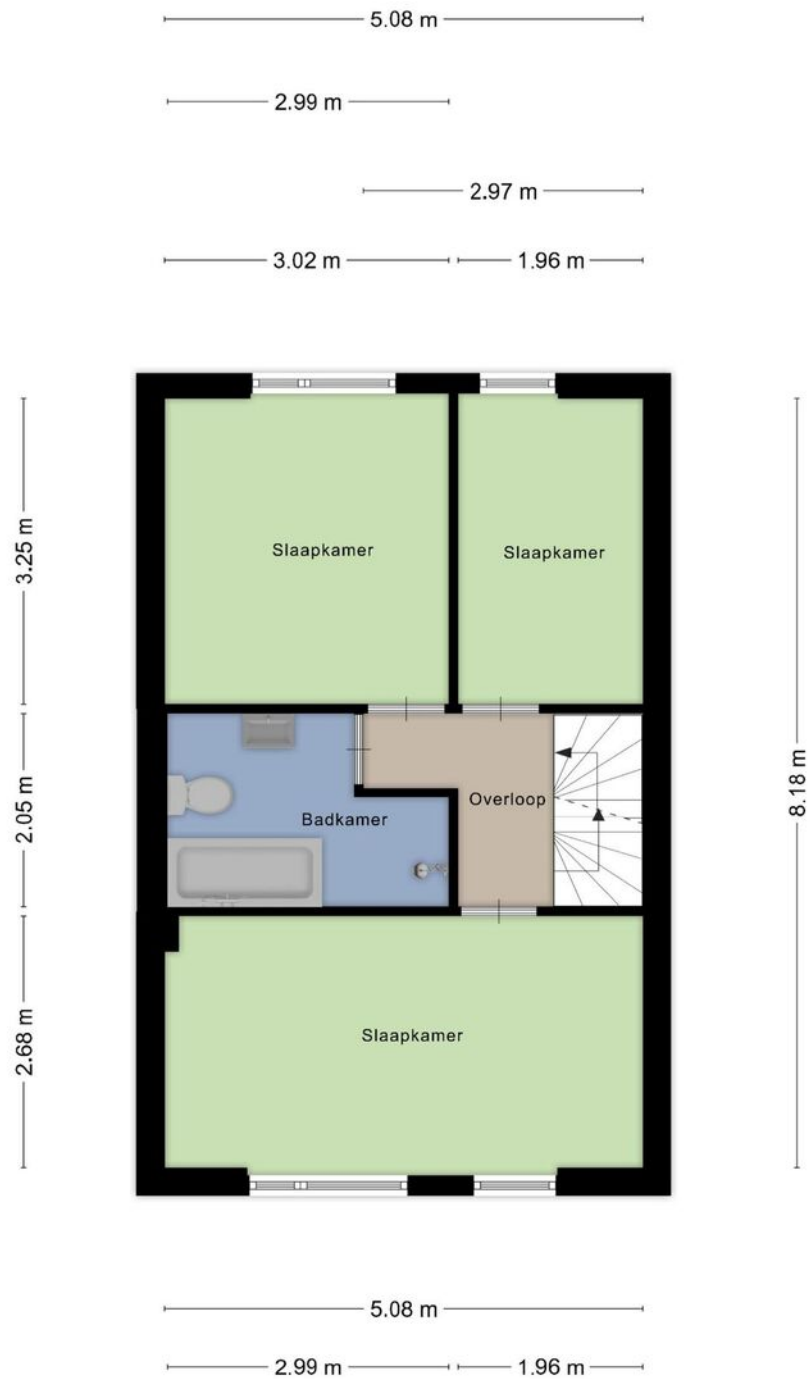 5.08 m
2.99 m
2.97 m
3.02 m
1.96 m
3.25 m
Slaapkamer
Slaapkamer
2.05 m
Badkamer
Overloop
8.18 m
2.68 m
Slaapkamer
5.08 m
2.99 m
1.96 m